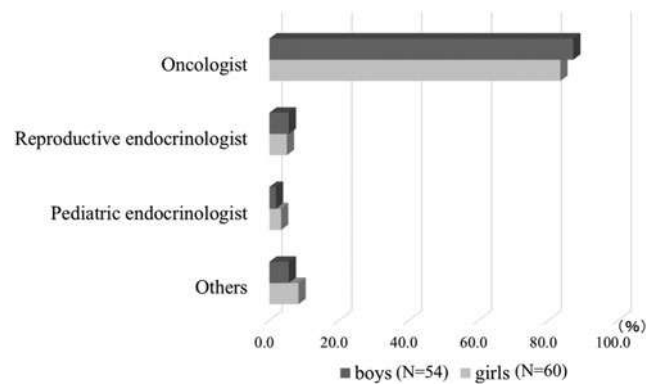 Oncologist
Reproductive endocrinologist
Pediatric endocrinologist
Others
(%)
0.0 20.0 40.0 60.0 80.0 100.0
boys (N=54) girls (N=60)